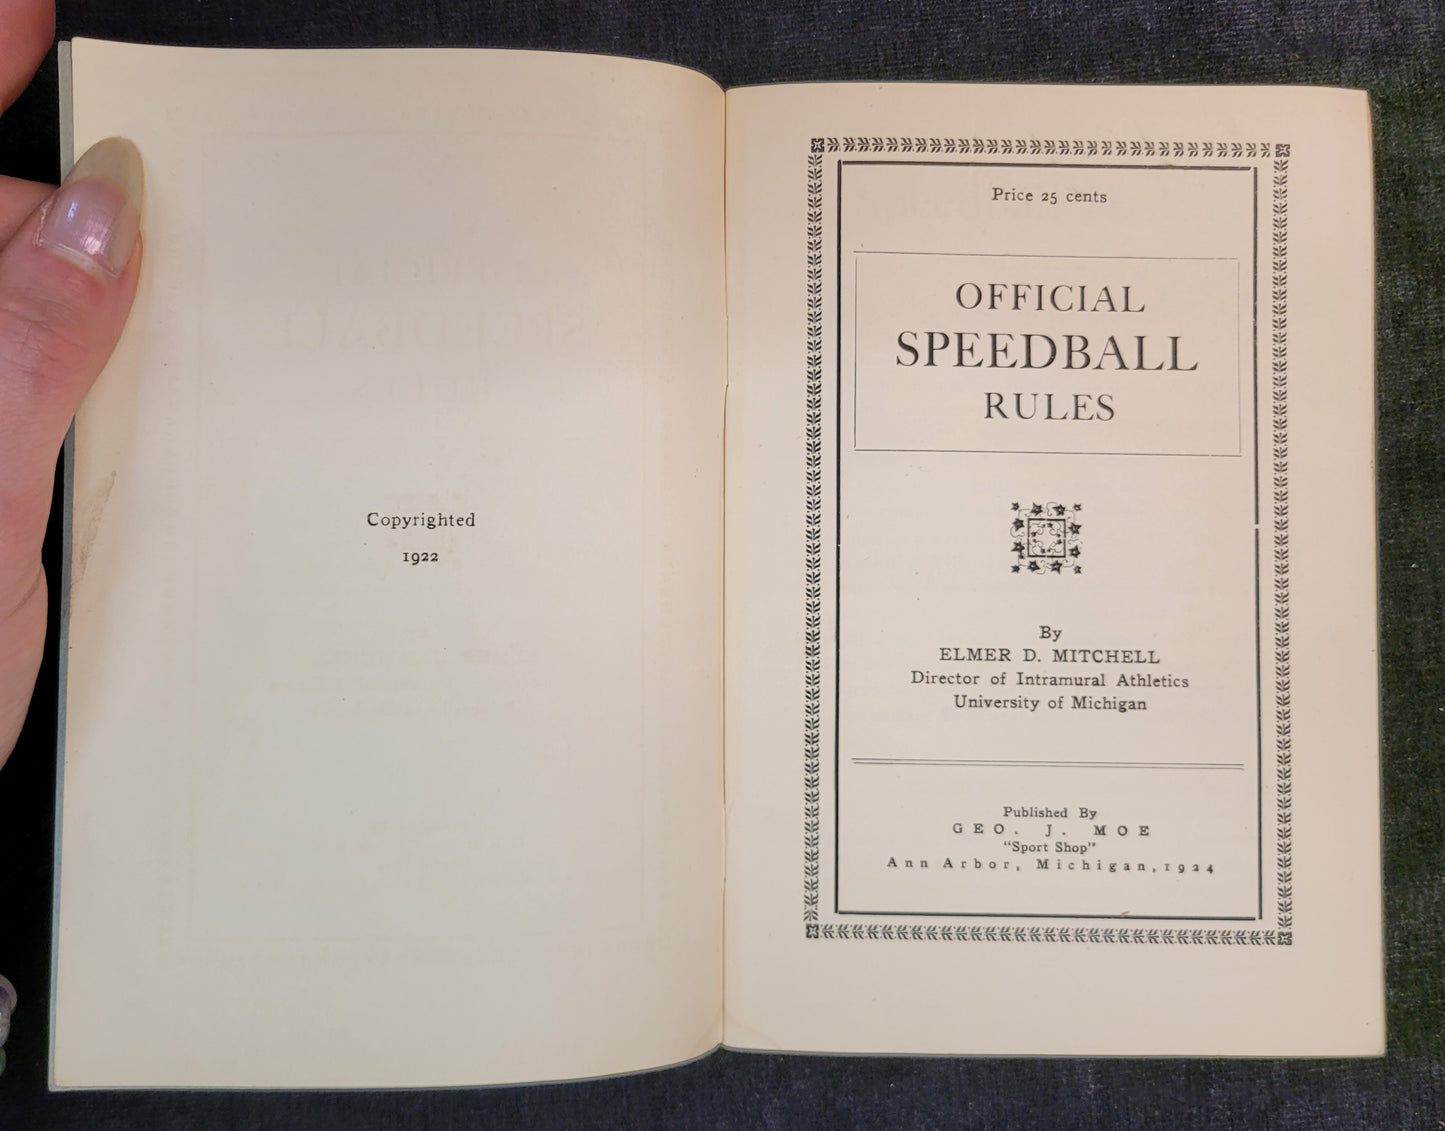 Copyrighted
1922
Price 25 cents
OFFICIAL
SPEEDBALL
RULES
By
ELMER D. MITCHELL
Director of Intramural Athletics
University of Michigan
Published By
GEO. J. MOE
"Sport Shop"
Ann Arbor, Michigan, 1924